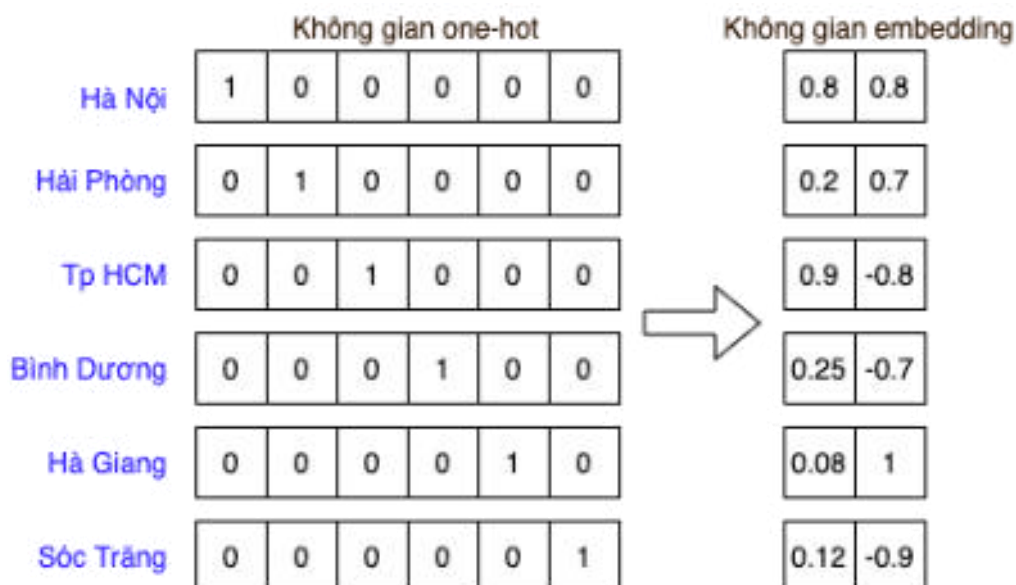 Không gian one-hot Không gian embedding
Hà Nội 1 0 0 0 0 0 0.8 0.8
Hải Phòng 0 1 0 0 0 0 0.2 0.7
Tp HCM 0 0 1 0 0 0 0.9 -0.8
Bình Dương 0 0 0 1 0 0 0.25 -0.7
Hà Giang 0 0 0 0 1 0 0.08 1
Sóc Trăng 0 0 0 0 0 1 0.12 -0.9